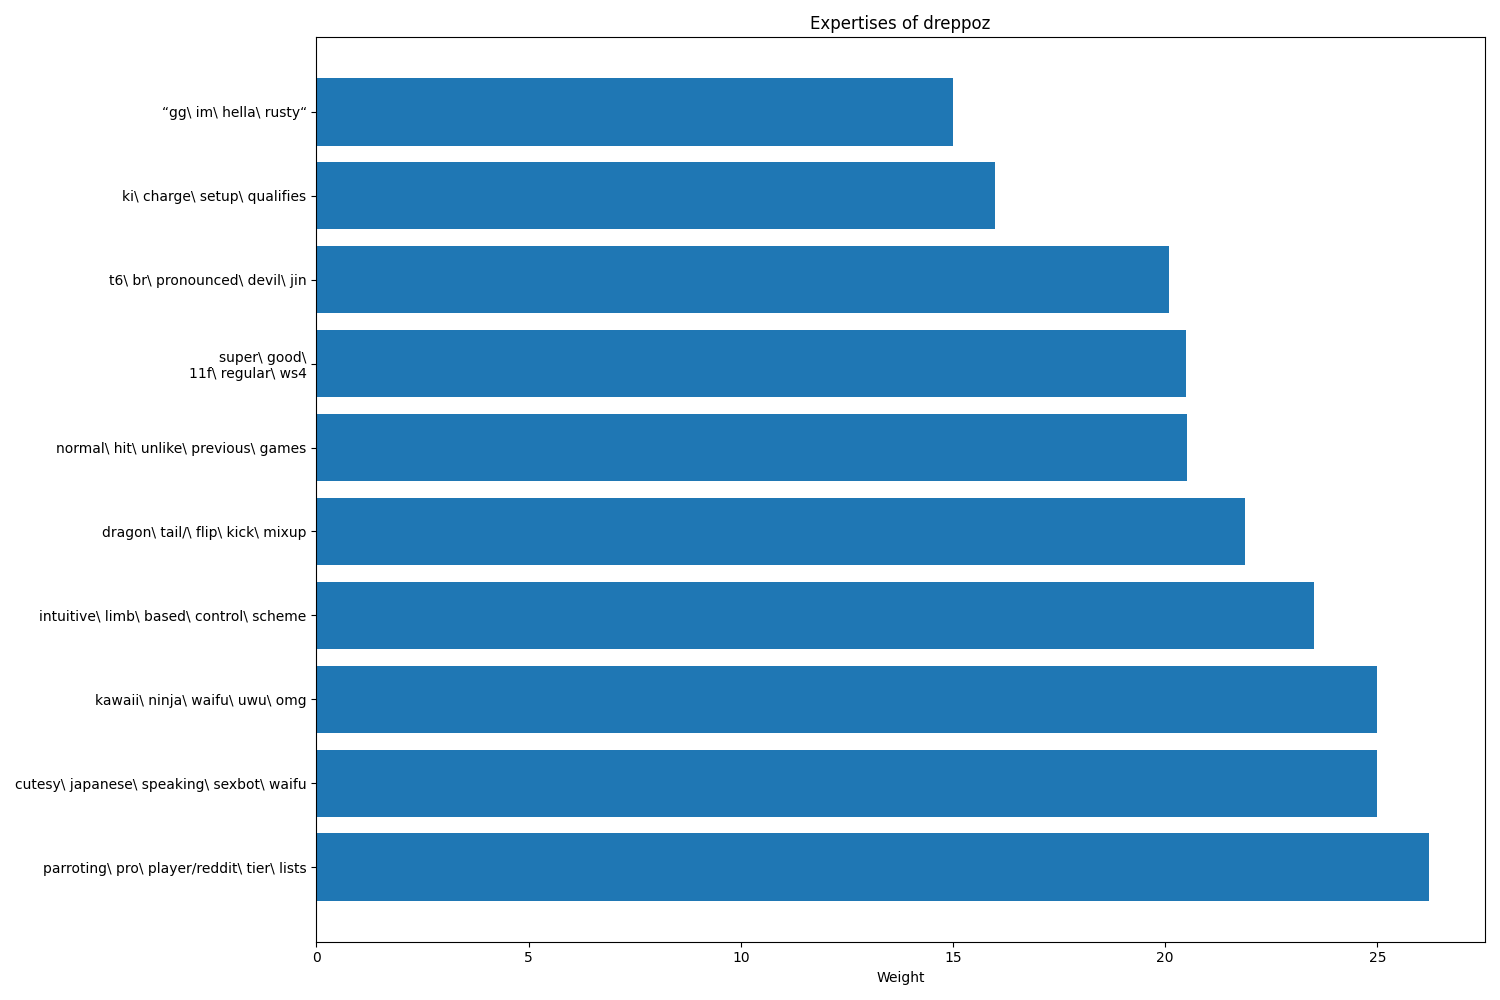 Expertises of dreppoz
“gg\ im\ hella\ rusty“
ki\ charge\ setup\ qualifies
t6\ br\ pronounced\ devil\ jin
super\ good\
11f\ regular\ ws4
normal\ hit\ unlike\ previous\ games
dragon\ tail/\ flip\ kick\ mixup
intuitive\ limb\ based\ control\ scheme
kawaii\ ninja\ waifu\ uwu\ omg
cutesy\ japanese\ speaking\ sexbot\ waifu
parroting\ pro\ player/reddit\ tier\ lists
0 5 10 15 20 25
Weight